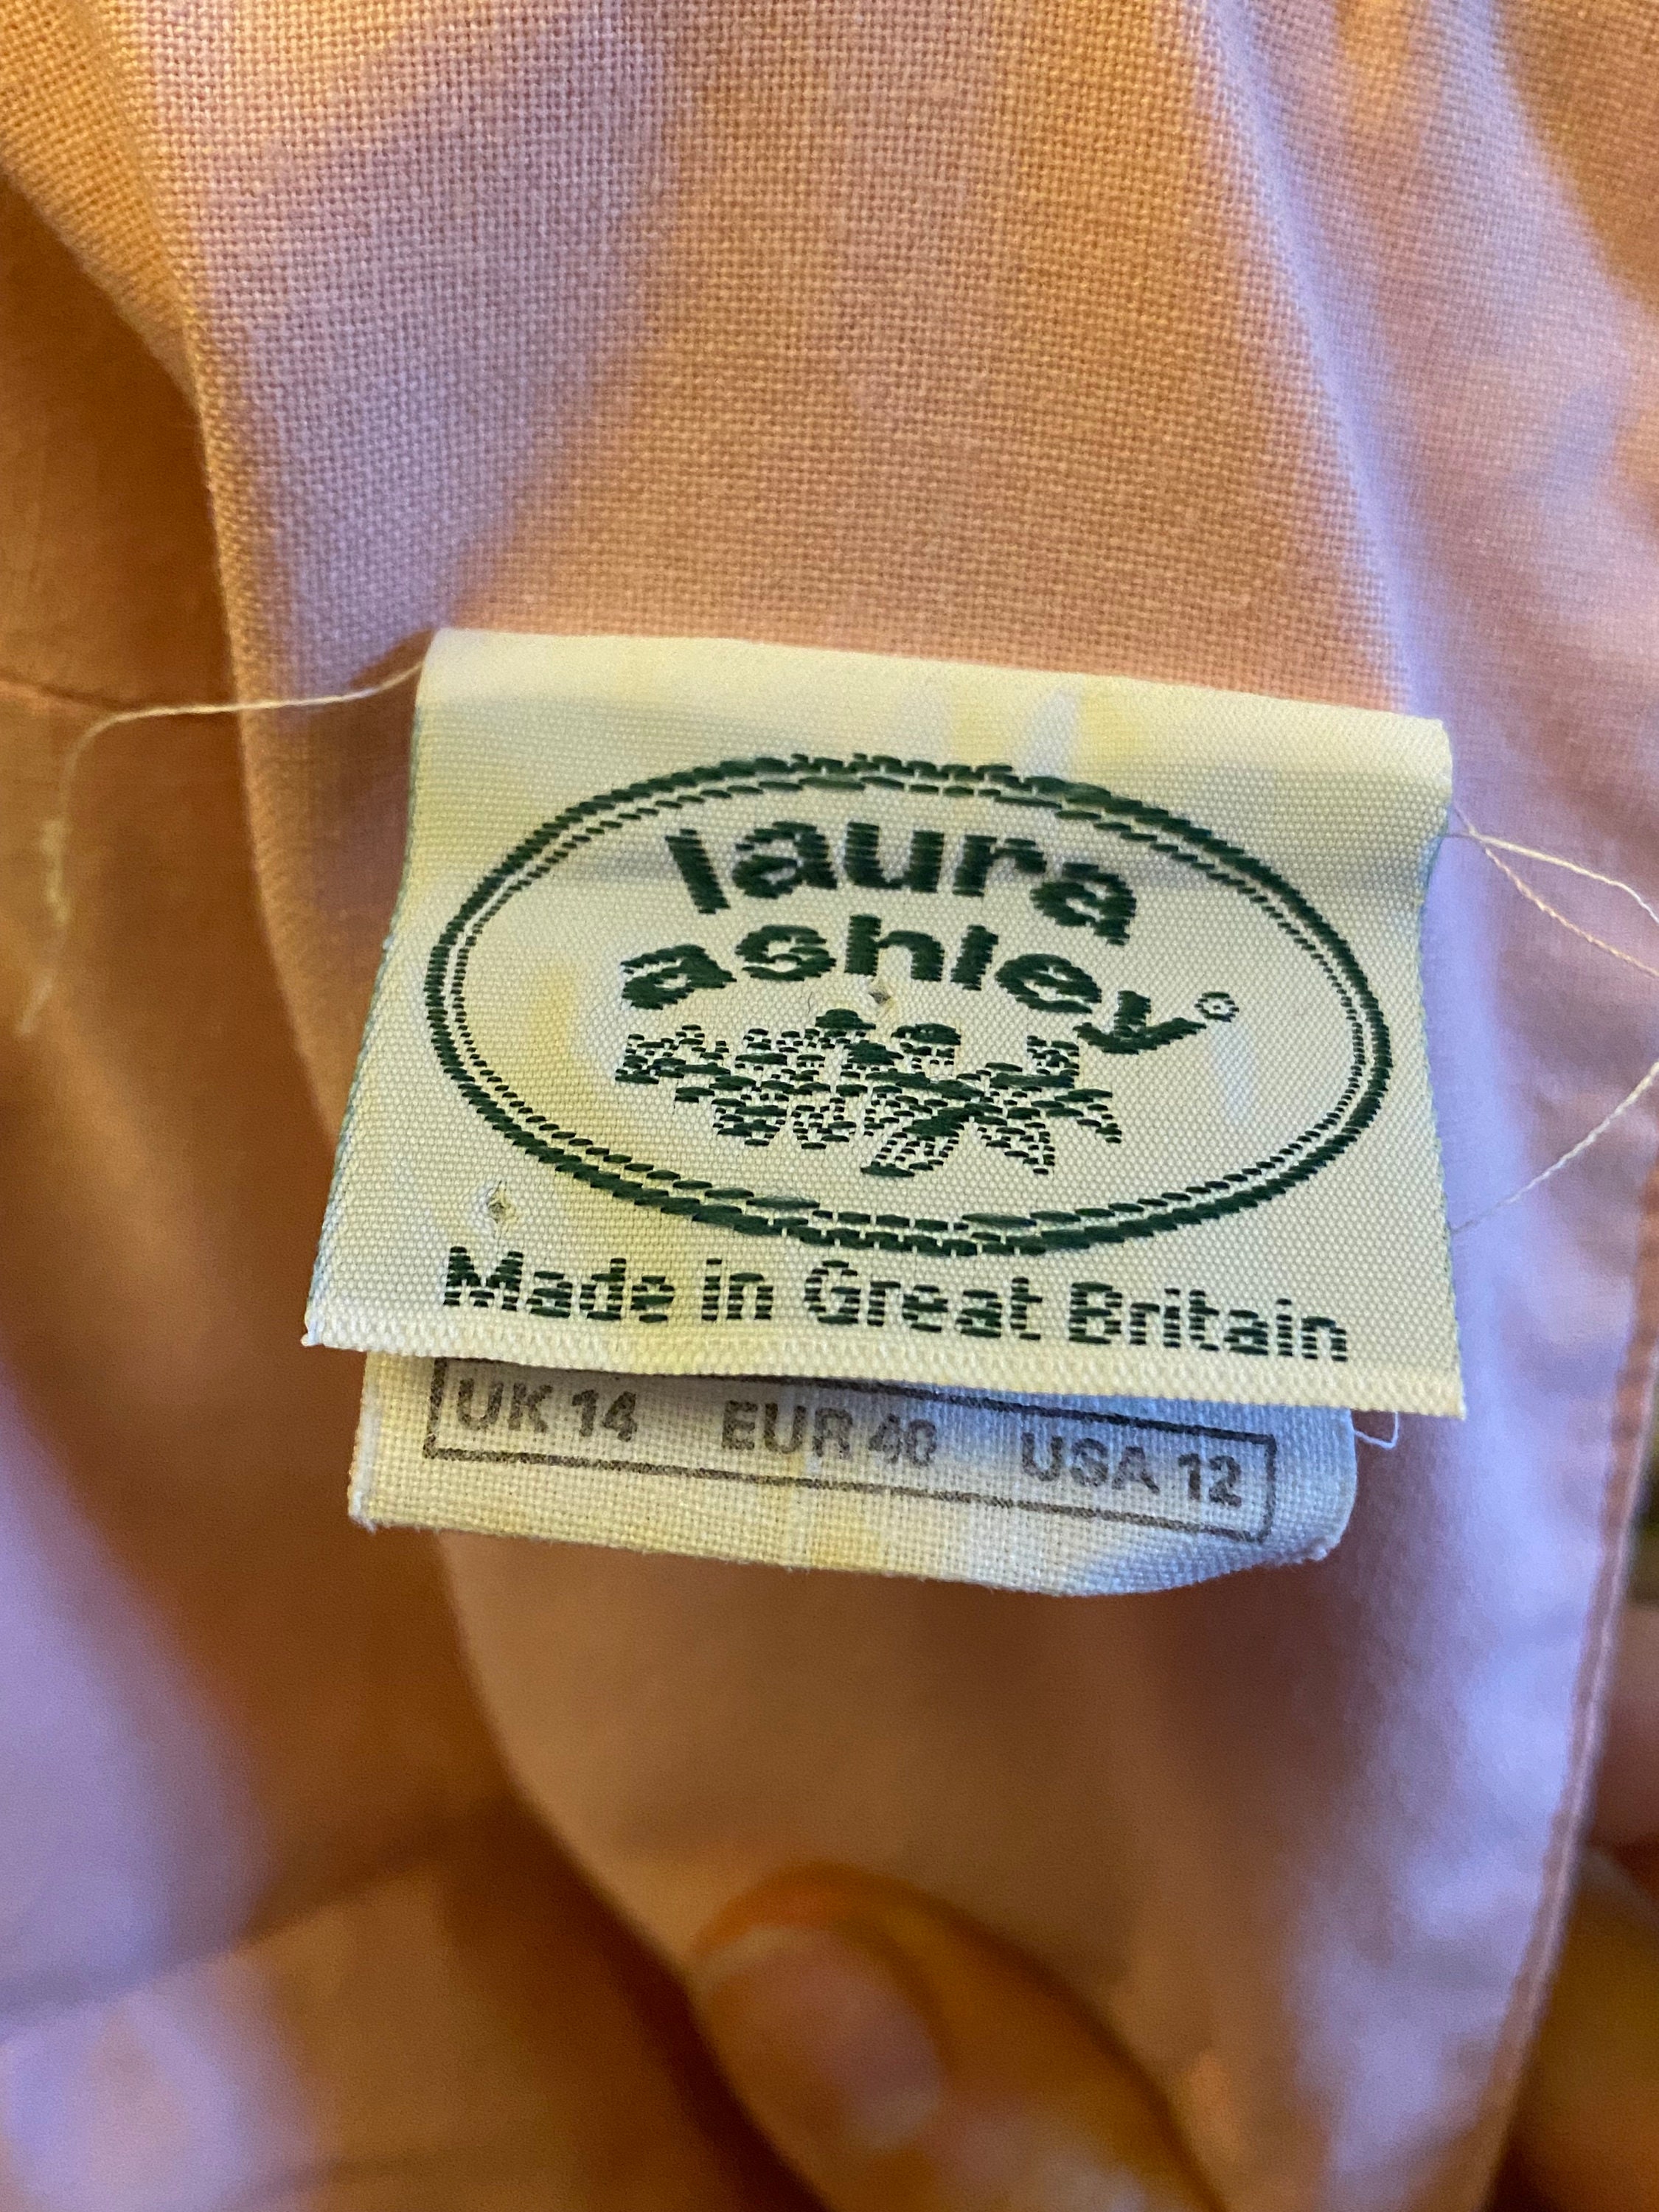 laura
ashley®
Made in Great Britain
UK 14 EUR 40 USA 12